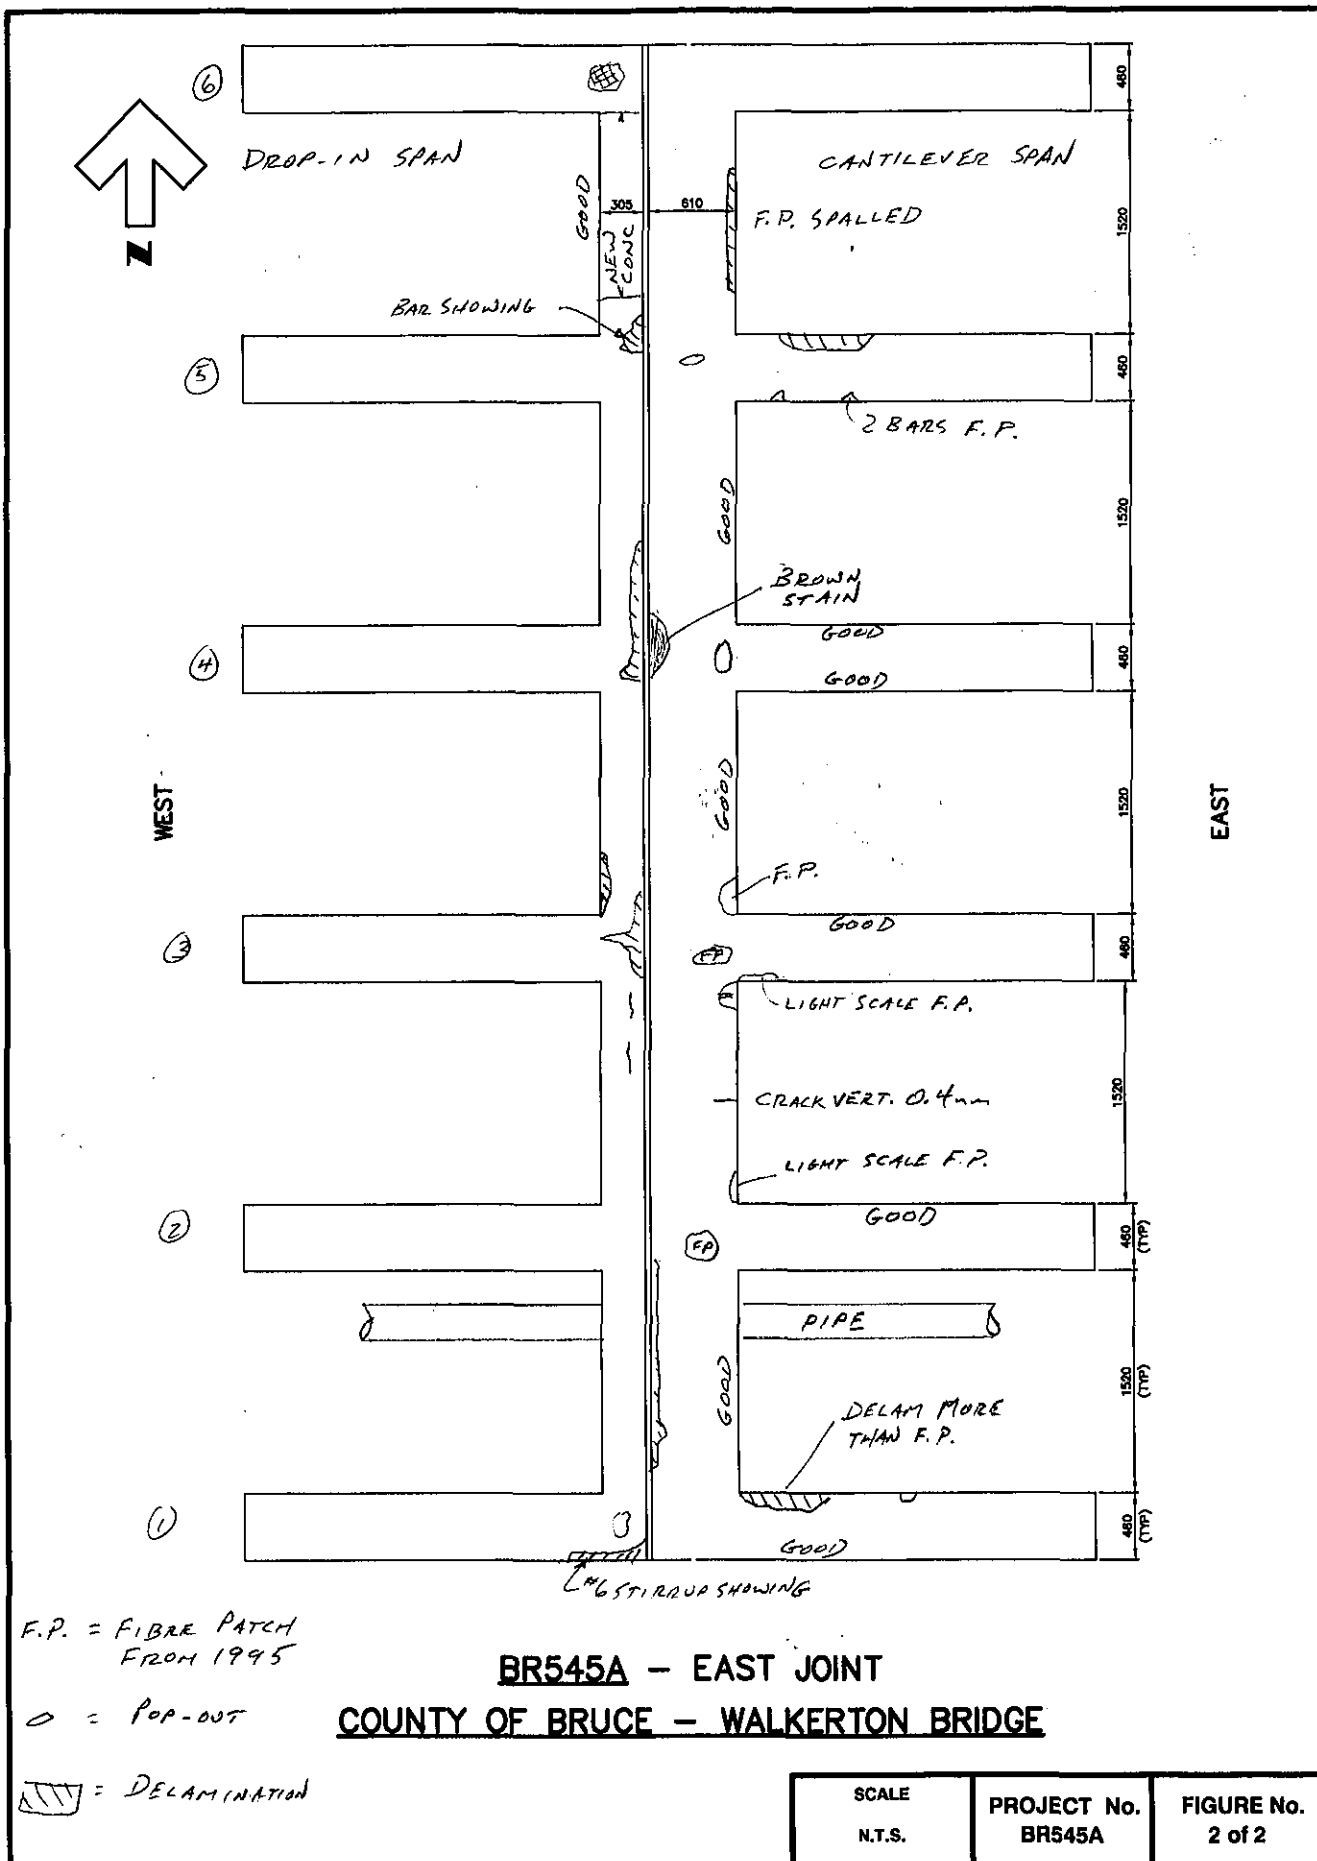 6
460
DROP-IN SPAN
CANTILEVER SPAN
GOOD
305
610
F.P. SPALLED
1520
N
NEW
CONC
BAR SHOWING
5
460
2 BARS F.P.
GOOD
1520
BROWN
STAIN
GOOD
4
460
GOOD
WEST
GOOD
1520
EAST
F.P.
GOOD
3
FP
460
LIGHT SCALE F.P.
CRACK VERT. 0.4mm
1520
LIGHT SCALE F.P.
2
GOOD
FP
460
(TYP)
PIPE
GOOD
1520
(TYP)
DELAM MORE
THAN F.P.
1
460
(TYP)
GOOD
#6 STIRRUP SHOWING
F.P. = FIBRE PATCH
FROM 1995
= POP-OUT
= DELAMINATION
BR545A - EAST JOINT
COUNTY OF BRUCE - WALKERTON BRIDGE
SCALE
N.T.S.
PROJECT No.
BR545A
FIGURE No.
2 of 2